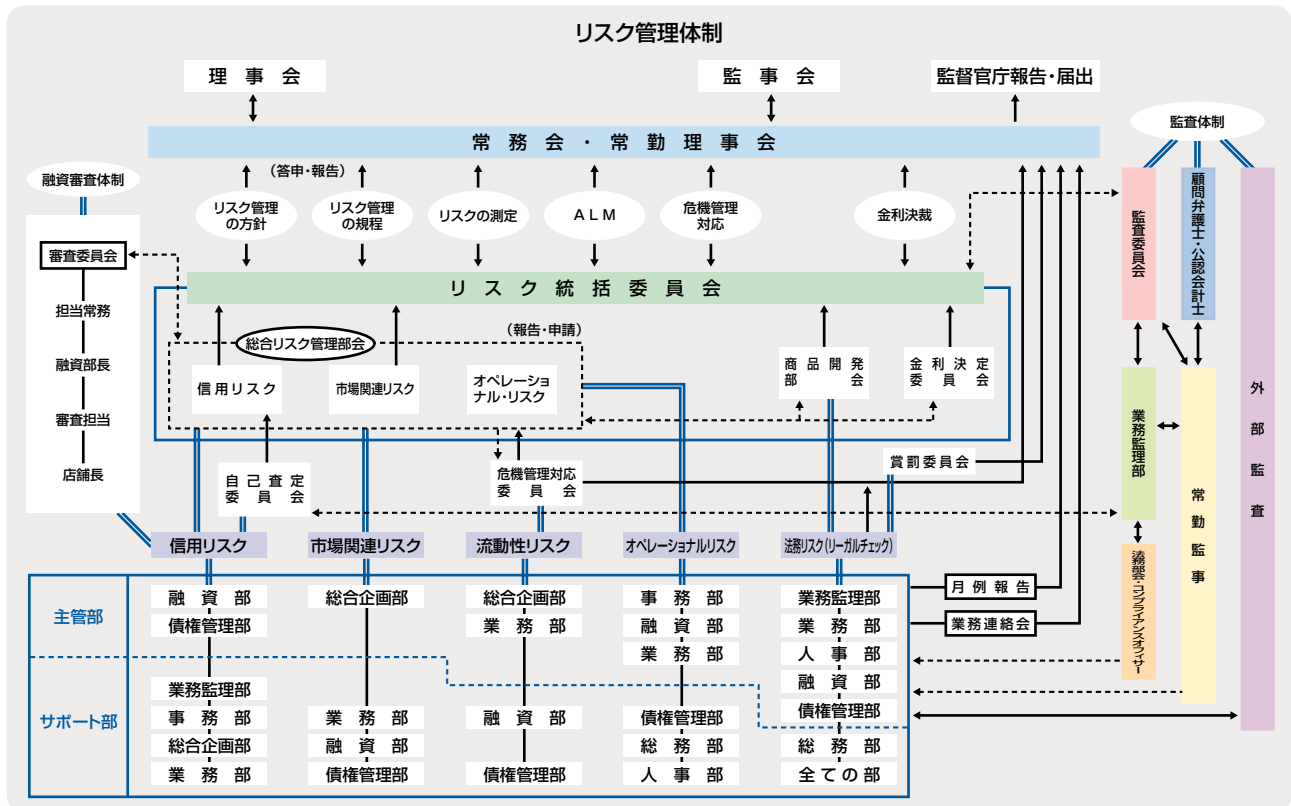 リスク管理体制
理事会
監事会
監督官庁報告・届出
常務会・常勤理事会
監査体制
融資審査体制
(答申・報告)
リスク管理
の方針
リスク管理
の規程
リスクの測定
ALM
危機管理
対応
金利決裁
監査委員会
顧問弁護士・公認会計士
外部監査
審査委員会
担当常務
融資部長
審査担当
店舗長
リスク統括委員会
総合リスク管理部会
(報告・申請)
信用リスク
市場関連リスク
オペレーショ
ナル・リスク
商品開発
部会
金利決定
委員会
業務監理部
常勤監事
自己査定
委員会
危機管理対応
委員会
賞罰委員会
信用リスク
市場関連リスク
流動性リスク
オペレーショナルリスク
法務リスク(リーガルチェック)
法務部会・コンプライアンスオフィサー
主管部
融資部
債権管理部
総合企画部
総合企画部
業務部
事務部
融資部
業務部
業務監理部
業務部
人事部
融資部
債権管理部
月例報告
業務連絡会
サポート部
業務監理部
事務部
総合企画部
業務部
業務部
融資部
債権管理部
融資部
債権管理部
債権管理部
総務部
人事部
総務部
全ての部